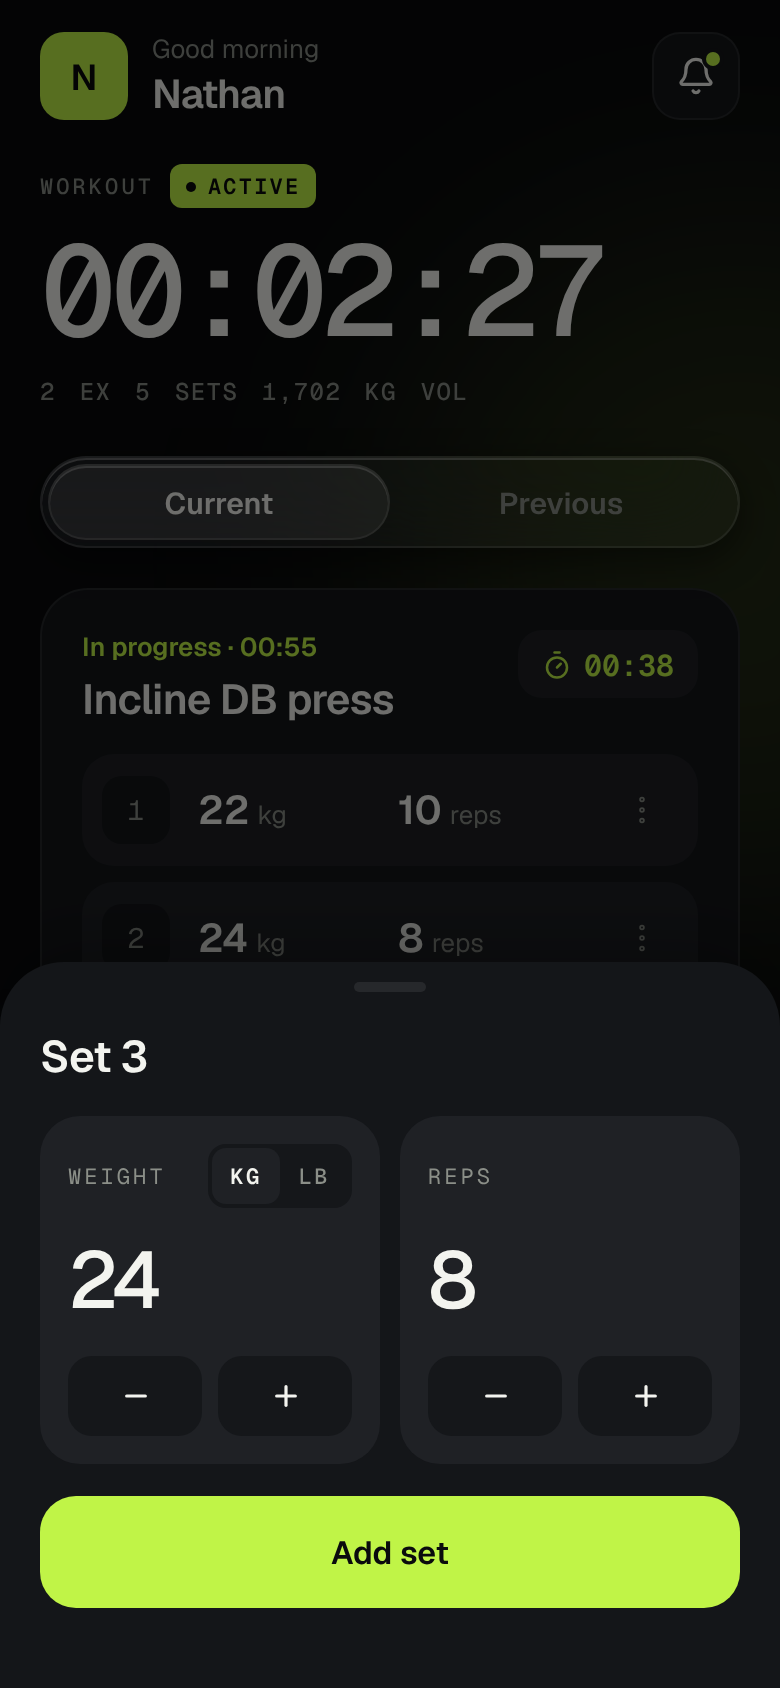 N
Good morning
Nathan
WORKOUT • ACTIVE
00:02:27
2 EX 5 SETS 1,702 KG VOL
Current Previous
In progress · 00:55
00:38
Incline DB press
1 22 kg 10 reps
2 24 kg 8 reps
Set 3
WEIGHT KG LB
REPS
24
8
− +
− +
Add set